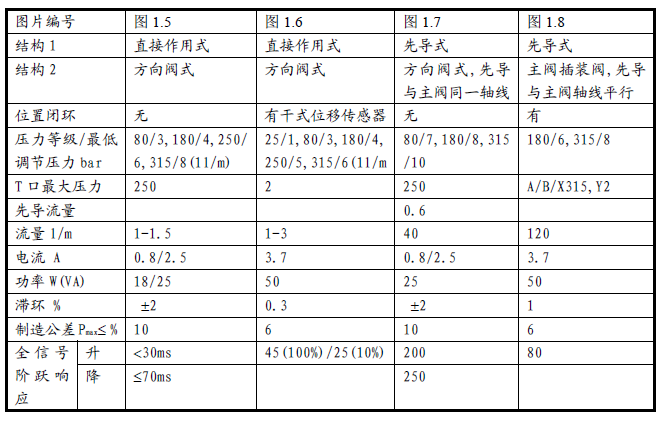 图片编号 图 1.5 图 1.6 图 1.7 图 1.8
结构 1 直接作用式 直接作用式 先导式 先导式
结构 2 方向阀式 方向阀式 方向阀式,先导与主阀同一轴线 主阀插装阀,先导与主阀轴线平行
位置闭环 无 有干式位移传感器 无 有
压力等级/最低调节压力 bar 80/3,180/4,250/6,315/8(11/m) 25/1,80/3,180/4,250/5,315/6(11/m 80/7,180/8,315/10 180/6,315/8
T 口最大压力 250 2 250 A/B/X315,Y2
先导流量 0.6
流量 1/m 1-1.5 1-3 40 120
电流 A 0.8/2.5 3.7 0.8/2.5 3.7
功率 W(VA) 18/25 50 25 50
滞环 % ±2 0.3 ±2 1
制造公差 Pmax≤% 10 6 10 6
全信号阶跃响应 升 <30ms 45(100%)/25(10%) 200 80
降 ≤70ms 250